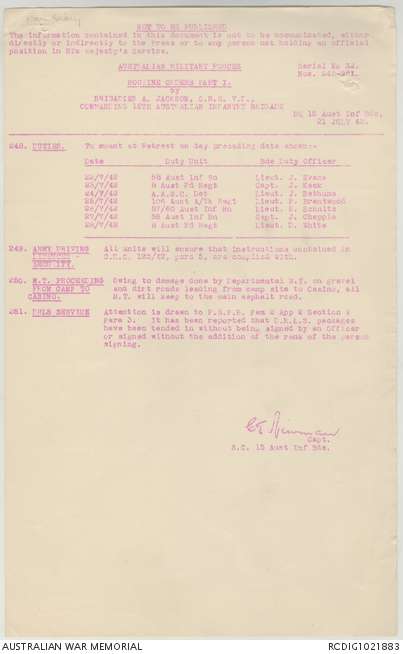 NOT TO BE PUBLISHED
The information contained in this document is not to be communicated, either
directly or indirectly to the Press or to any person not holding an official
position in His Majesty's Service.
AUSTRALIAN MILITARY FORCES
Serial No 32.
Nos. 248-251.
ROUTINE ORDERS PART I.
by
BRIGADIER A. JACKSON,
COMMANDING 15TH AUSTRALIAN INFANTRY BRIGADE
HQ 15 Aust Inf Bde,
21 JULY 42.
248. DUTIES. To mount at Retreat on day preceding date shown:-
Date Duty Unit Bde Duty Officer
22/7/42 58 Aust Inf Bn Lieut. J. Evans
23/7/42 8 Aust Fd Regt Capt. J. Keck
24/7/42 A.A.S.C. Det Lieut. J. Bethune
25/7/42 106 Aust A/Tk Regt Lieut. F. Brentwood
26/7/42 57/60 Aust Inf Bn Lieut. E. Schultz
27/7/42 58 Aust Inf Bn Capt. J. Chepple
28/7/42 8 Aust Fd Regt Lieut. D. White
249. ARMY DRIVING All units will ensure that instructions contained in
para 5, are complied with.
250. M.T. PROCEEDING Owing to damage done by Departmental M.T. on gravel
FROM CAMP TO and dirt roads leading from camp site to Casino, all
CASINO. M.T. will keep to the main asphalt road.
251. DRLS SERVICE Attention is drawn to F.S.P.B. Pam 2 App Section 4
Para 3. It has been reported that D.R.L.S. packages
have been tended in without being signed by an Officer
or signed without the addition of the rank of the person
signing.
Capt.
S.C. 15 Aust Inf Bde.
AUSTRALIAN WAR MEMORIAL
RCDIG1021883